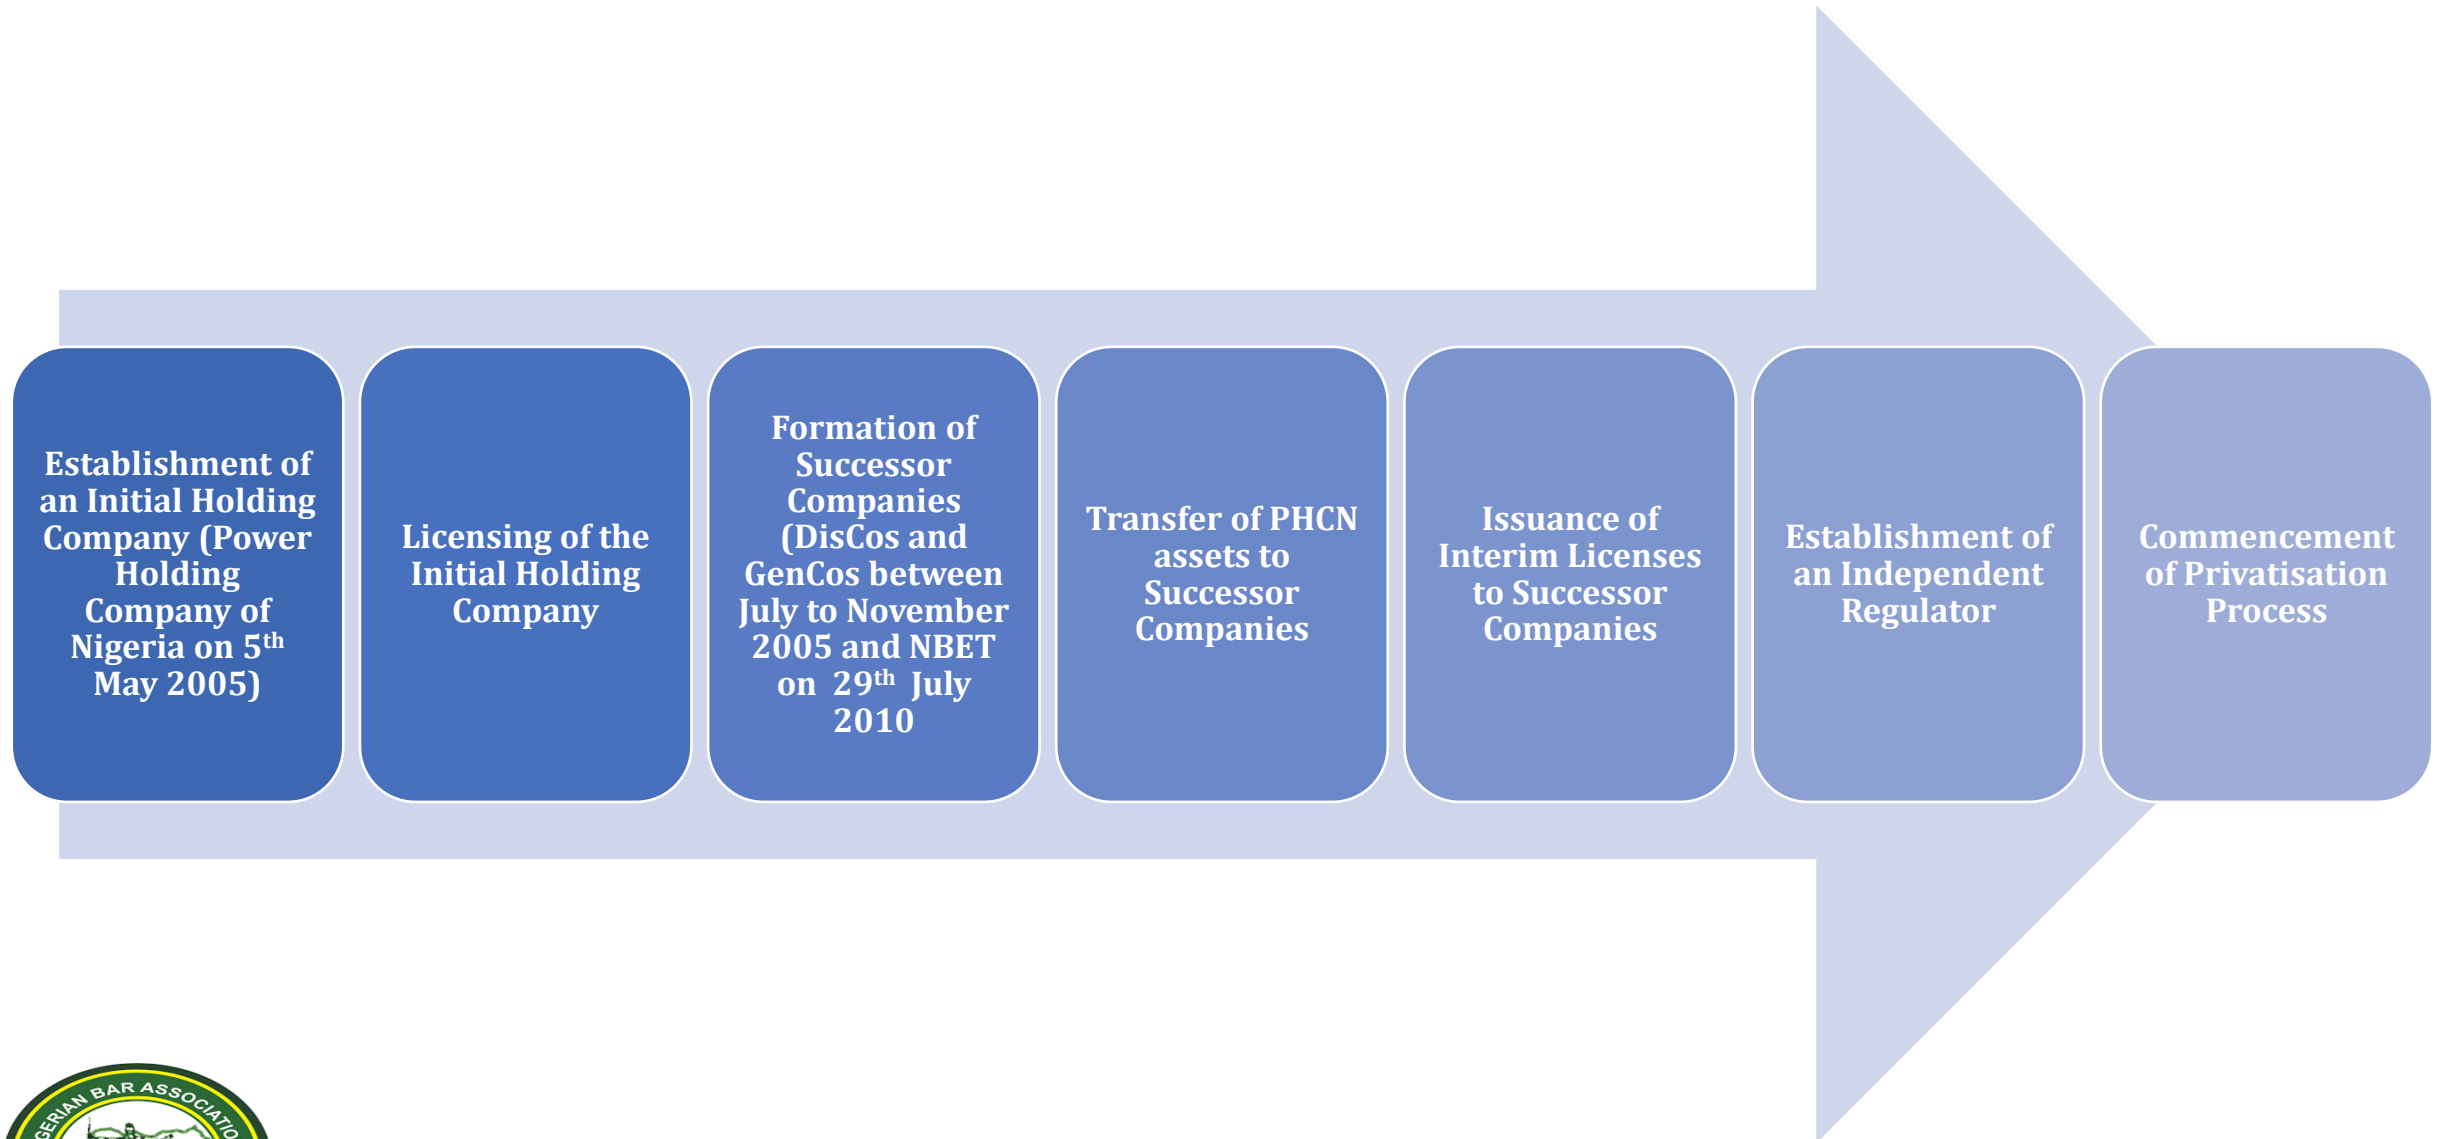 Establishment of
an Initial Holding
Company (Power
Holding
Company of
Nigeria on 5th
May 2005)
Licensing of the
Initial Holding
Company
Formation of
Successor
Companies
(DisCos and
GenCos between
July to November
2005 and NBET
on 29th July
2010
Transfer of PHCN
assets to
Successor
Companies
Issuance of
Interim Licenses
to Successor
Companies
Establishment of
an Independent
Regulator
Commencement
of Privatisation
Process
GERIAN BAR ASSOCIATIO